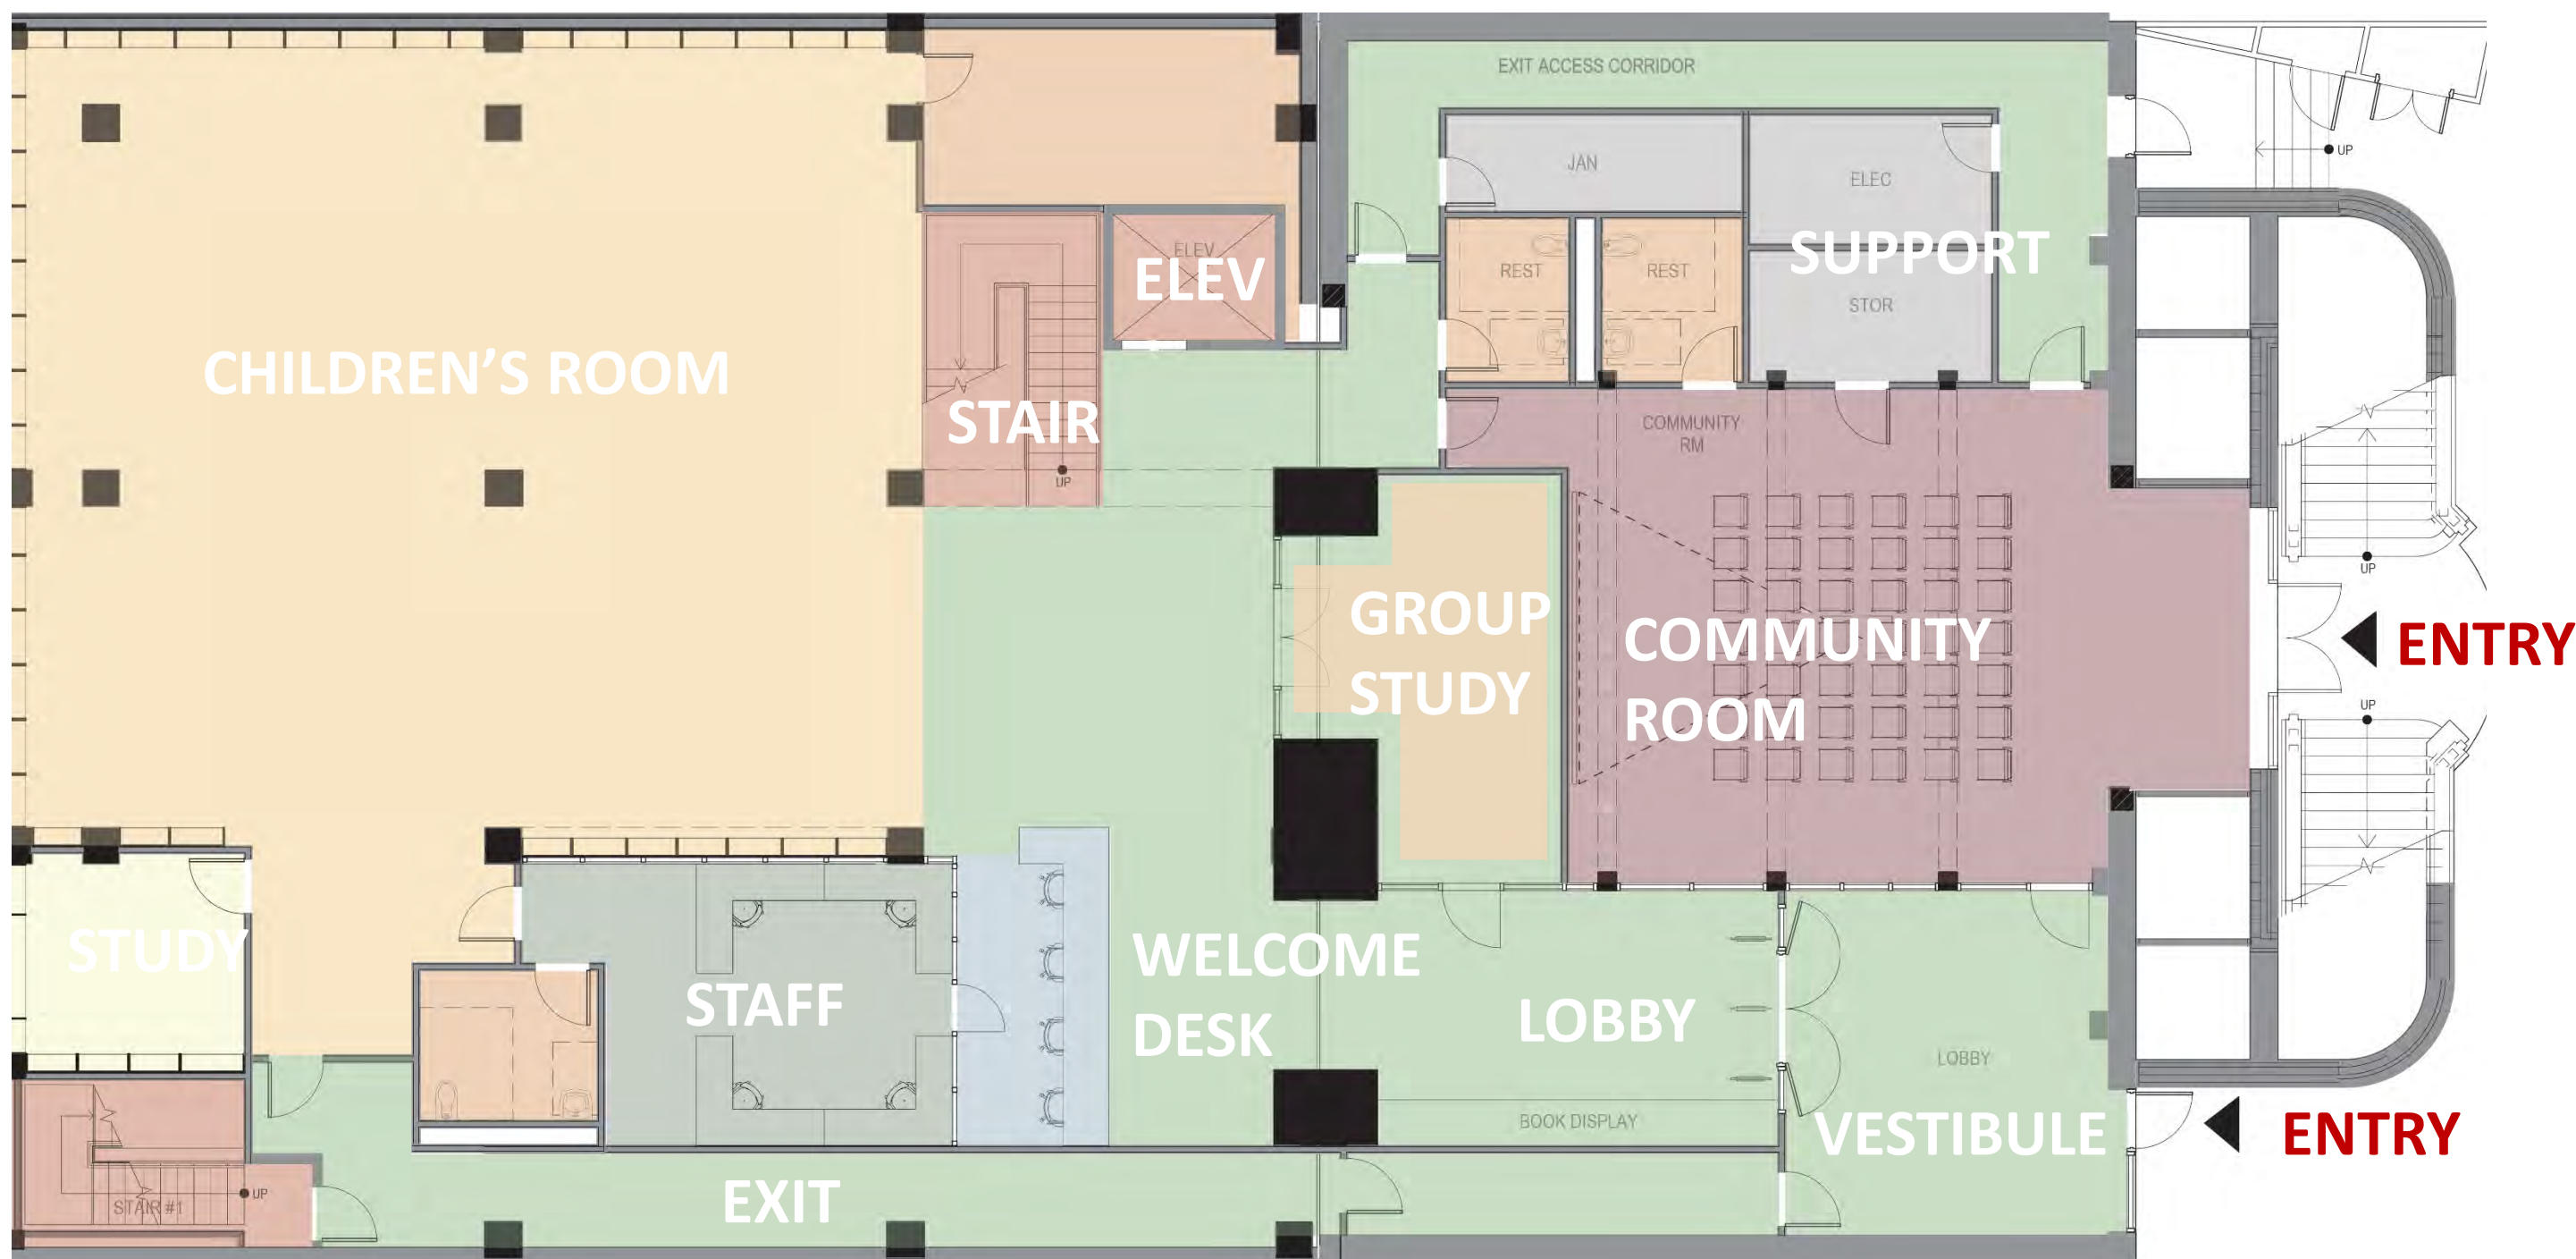 EXIT ACCESS CORRIDOR
UP
JAN
ELEC
SUPPORT
ELEV
ELEV
REST
REST
STOR
CHILDREN'S ROOM
STAIR
UP
COMMUNITY
RM
GROUP
STUDY
COMMUNITY
ROOM
UP
ENTRY
UP
STUDY
STAFF
WELCOME
DESK
LOBBY
LOBBY
BOOK DISPLAY
VESTIBULE
ENTRY
UP
STAIR #1
EXIT